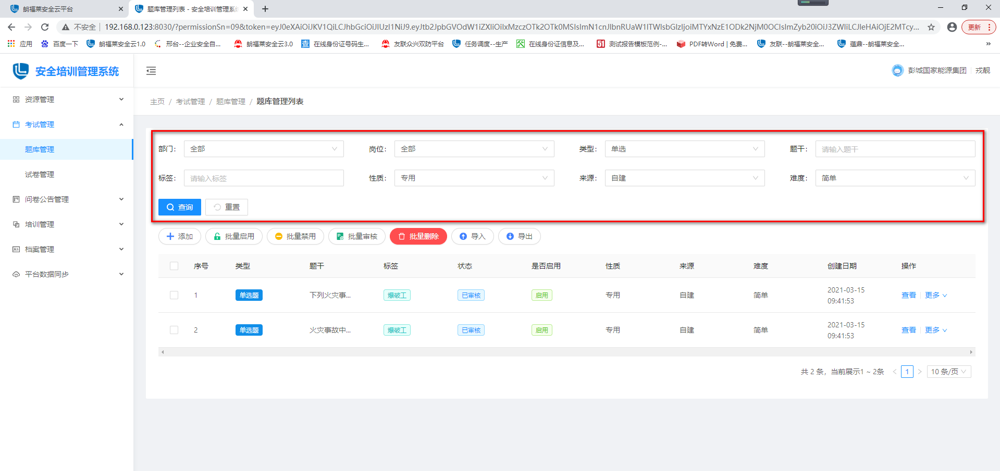 朗福莱安全云平台
题库管理列表 - 安全培训管理系统
不安全
192.168.0.123:8030/?permissionSn=09&token=eyJ0eXAiOiJKV1QiLCJhbGciOiJIUzI1NiJ9.eyJtb2JpbGVOdW1iZXIiOiIxMzczOTk2OTk0MSIsImN1cnJlbnRUaW1lTWlsbGlzIjoiMTYxNzE1ODk2NjM0OCIsImZyb20iOiJ3ZWIiLCJleHAiOjE2MTcy...
更新
应用
百度一下
朗福莱安全云1.0
邢台--企业安全自...
朗福莱安全云3.0
在线身份证号码生...
友联众兴双防平台
任务调度--生产
在线身份证信息及...
测试报告模板范例-...
PDF转Word | 免费...
友联--朗福莱安全...
蕴鼎--朗福莱安全...
安全培训管理系统
彭城国家能源集团
戎靓
资源管理
考试管理
题库管理
试卷管理
问卷公告管理
培训管理
档案管理
平台数据同步
主页 / 考试管理 / 题库管理 / 题库管理列表
部门： 全部 岗位： 全部 类型： 单选 题干： 请输入题干
标签： 请输入标签 性质： 专用 来源： 自建 难度： 简单
查询 重置
添加 批量启用 批量禁用 批量审核 批量删除 导入 导出
序号 类型 题干 标签 状态 是否启用 性质 来源 难度 创建日期 操作
1 单选题 下列火灾事... 爆破工 已审核 启用 专用 自建 简单 2021-03-15 09:41:53 查看 更多
2 单选题 火灾事故中... 爆破工 已审核 启用 专用 自建 简单 2021-03-15 09:41:53 查看 更多
共 2 条，当前展示1 ~ 2条 < 1 > 10 条/页